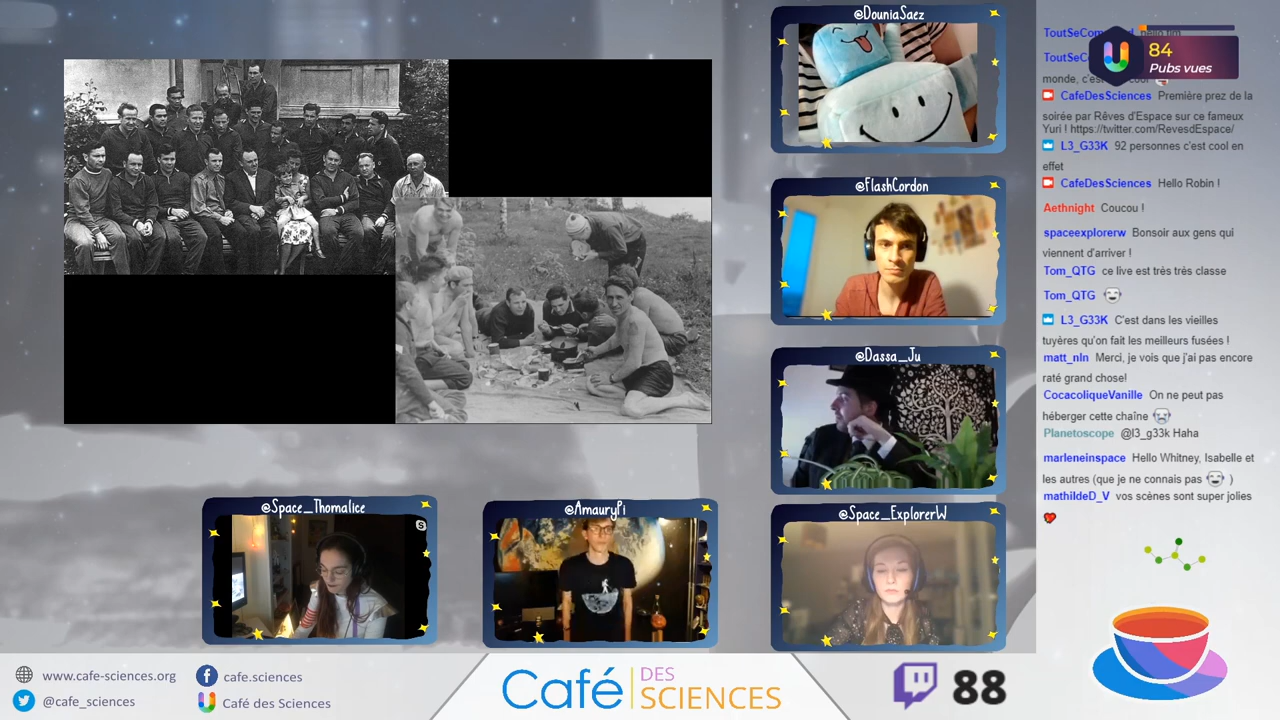 @DouniaSaez
@FlashCordon
@Dassa_Ju
@Space_ExplorerW
@Space_Thomalice
@AmauryPi
84
Pubs vues
ToutSeCom
hello tim
ToutSeC
monde, c'est
CafeDesSciences Première prez de la
soirée par Rêves d'Espace sur ce fameux
Yuri ! https://twitter.com/RevesdEspace/
L3_G33K 92 personnes c'est cool en
effet
CafeDesSciences Hello Robin !
Aethnight Coucou !
spaceexplorerw Bonsoir aux gens qui
viennent d'arriver !
Tom_QTG ce live est très très classe
Tom_QTG
L3_G33K C'est dans les vieilles
tuyères qu'on fait les meilleurs fusées !
matt_nln Merci, je vois que j'ai pas encore
raté grand chose!
CocacoliqueVanille On ne peut pas
héberger cette chaîne
Planetoscope @l3_g33k Haha
marleneinspace Hello Whitney, Isabelle et
les autres (que je ne connais pas )
mathildeD_V vos scènes sont super jolies
www.cafe-sciences.org
cafe.sciences
@cafe_sciences
Café des Sciences
Café DES SCIENCES
88